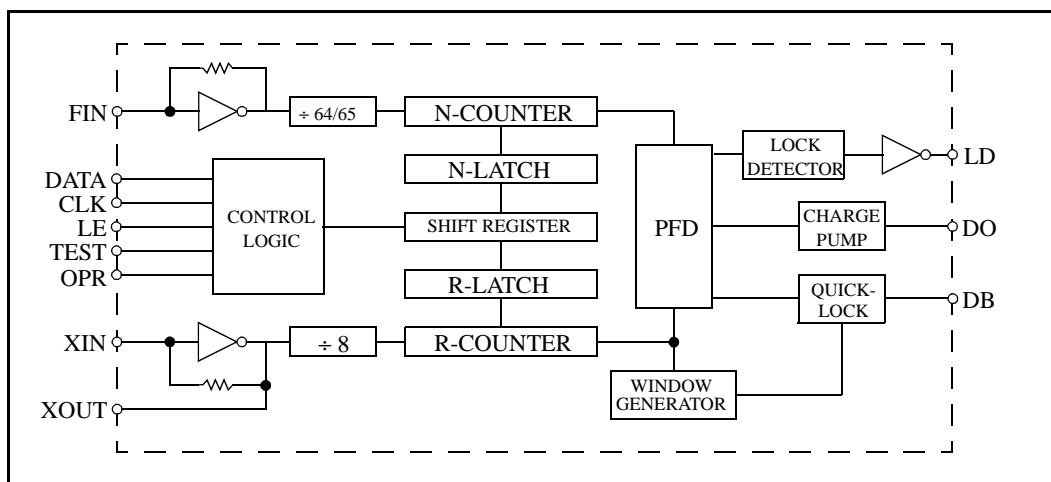 FIN
÷ 64/65
N-COUNTER
LOCK
DETECTOR
LD
DATA
CLK
LE
TEST
OPR
CONTROL
LOGIC
N-LATCH
SHIFT REGISTER
R-LATCH
PFD
CHARGE
PUMP
DO
QUICK-
LOCK
DB
XIN
÷ 8
R-COUNTER
WINDOW
GENERATOR
XOUT